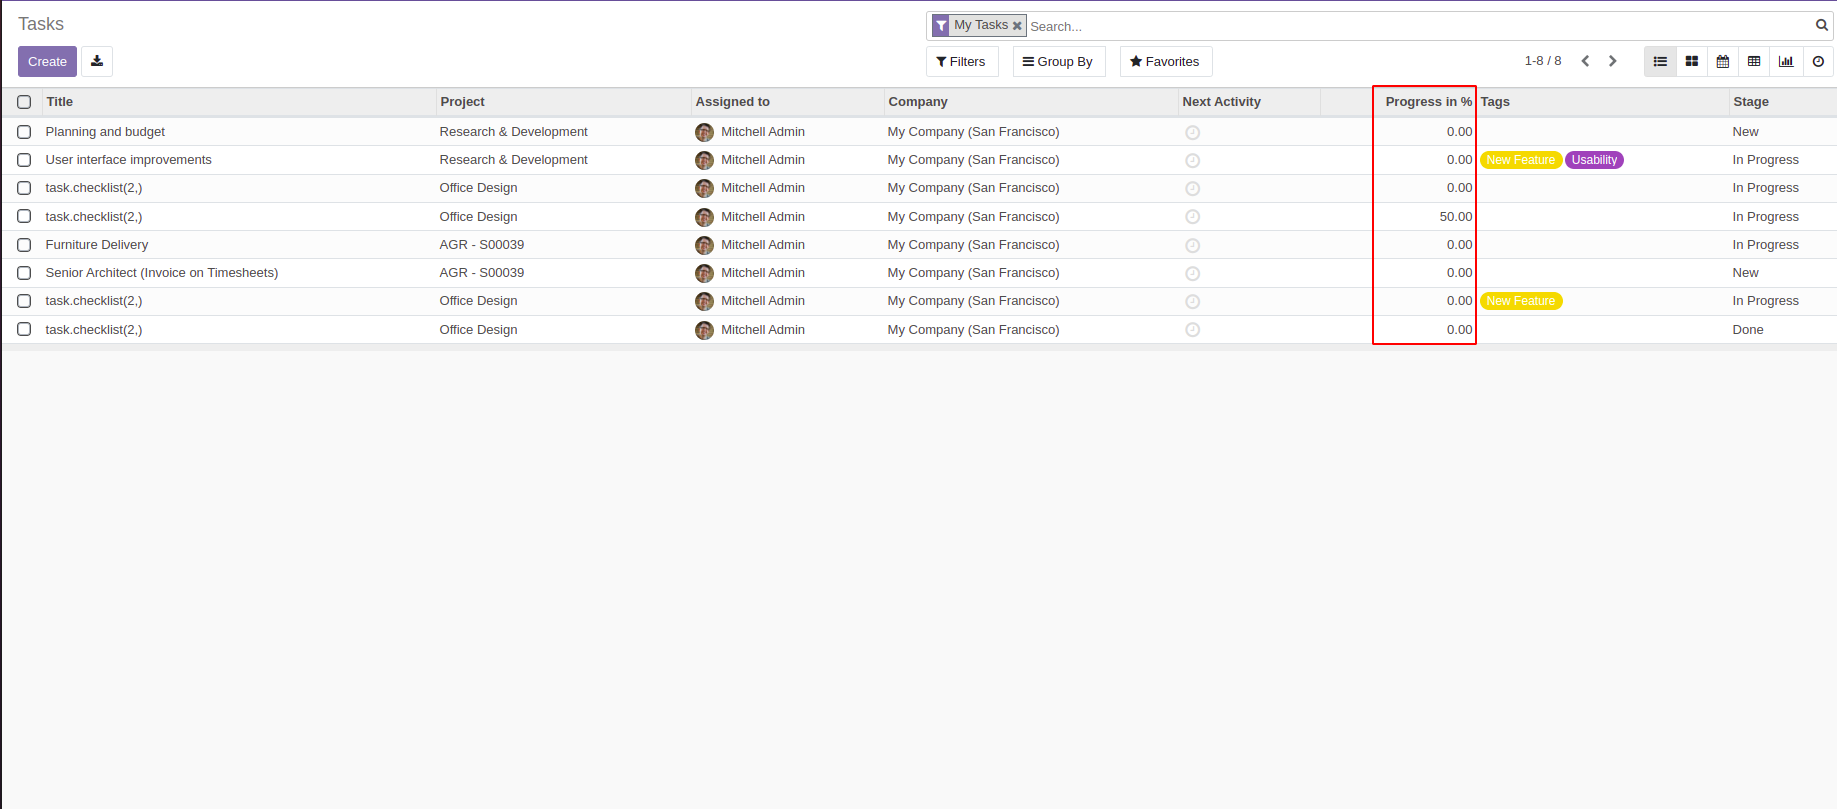 Tasks
My Tasks Search...
Create
Filters Group By Favorites 1-8 / 8
Title Project Assigned to Company Next Activity Progress in % Tags Stage
Planning and budget Research & Development Mitchell Admin My Company (San Francisco) 0.00 New
User interface improvements Research & Development Mitchell Admin My Company (San Francisco) 0.00 New Feature Usability In Progress
task.checklist(2,) Office Design Mitchell Admin My Company (San Francisco) 0.00 In Progress
task.checklist(2,) Office Design Mitchell Admin My Company (San Francisco) 50.00 In Progress
Furniture Delivery AGR - S00039 Mitchell Admin My Company (San Francisco) 0.00 In Progress
Senior Architect (Invoice on Timesheets) AGR - S00039 Mitchell Admin My Company (San Francisco) 0.00 New
task.checklist(2,) Office Design Mitchell Admin My Company (San Francisco) 0.00 New Feature In Progress
task.checklist(2,) Office Design Mitchell Admin My Company (San Francisco) 0.00 Done